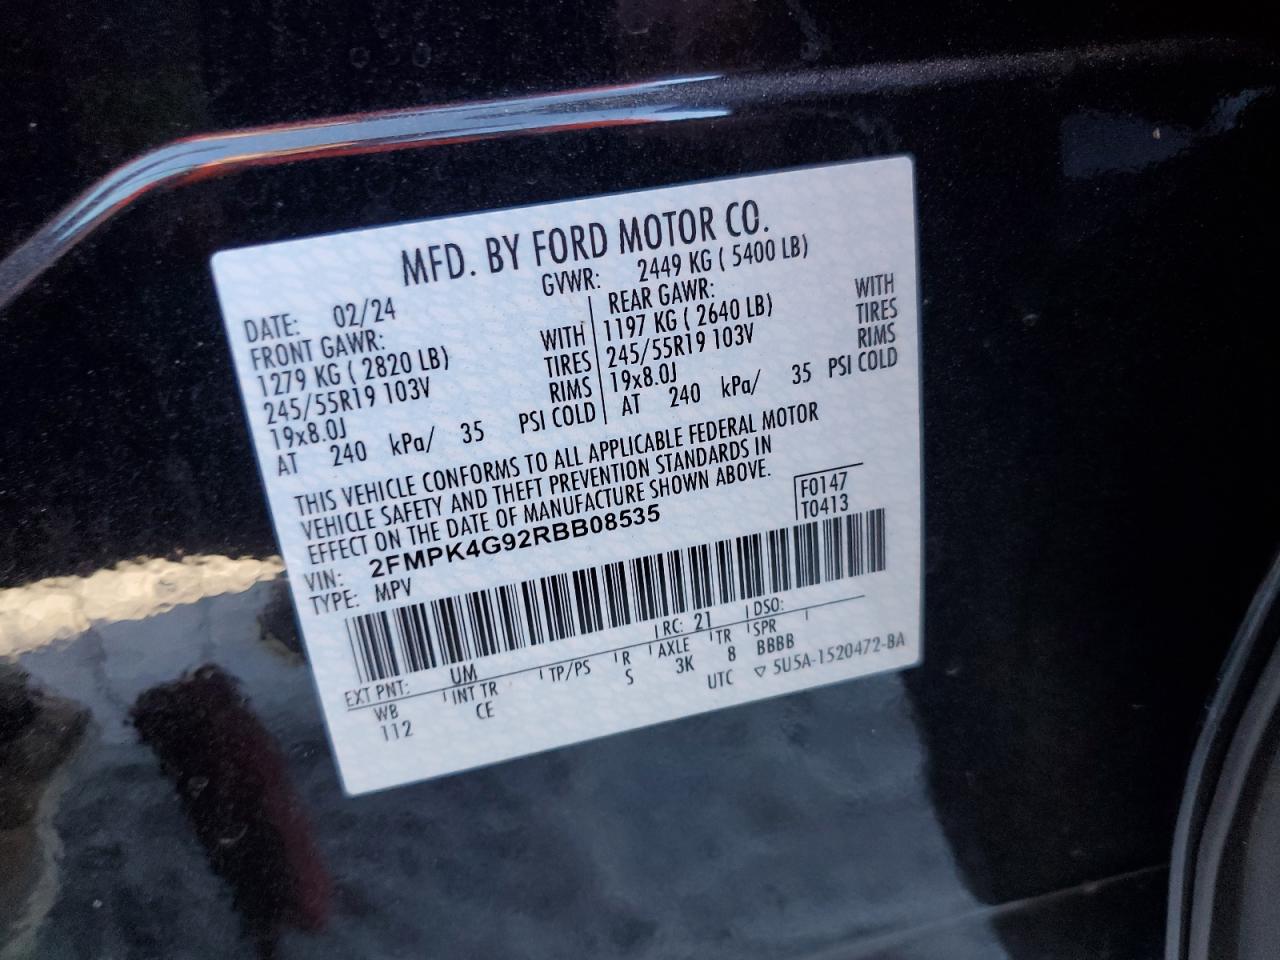 MFD. BY FORD MOTOR CO.
DATE: 02/24 GVWR: 2449 KG ( 5400 LB)
FRONT GAWR: REAR GAWR:
1279 KG ( 2820 LB) WITH 1197 KG ( 2640 LB) WITH
245/55R19 103V TIRES 245/55R19 103V TIRES
19x8.0J RIMS 19x8.0J RIMS
AT 240 kPa/ 35 PSI COLD AT 240 kPa/ 35 PSI COLD
THIS VEHICLE CONFORMS TO ALL APPLICABLE FEDERAL MOTOR
VEHICLE SAFETY AND THEFT PREVENTION STANDARDS IN
EFFECT ON THE DATE OF MANUFACTURE SHOWN ABOVE.
VIN: 2FMPK4G92RBB08535 F0147
TYPE: MPV T0413
EXT PNT: UM RC: 21 DSO:
WB INT TR TP/PS R AXLE TR SPR
112 CE S 3K 8 BBBB
UTC ▽ 5U5A-1520472-BA